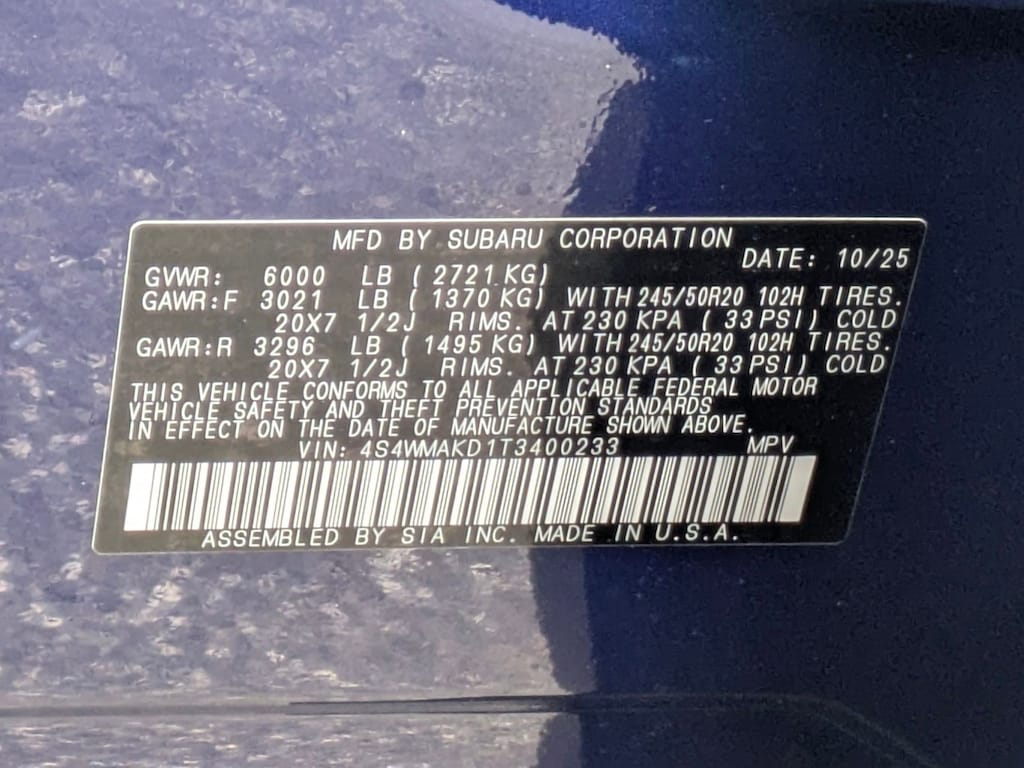 MFD BY SUBARU CORPORATION
DATE: 10/25
GVWR: 6000 LB ( 2721 KG)
GAWR:F 3021 LB ( 1370 KG) WITH 245/50R20 102H TIRES.
20X7 1/2J RIMS. AT 230 KPA ( 33 PSI) COLD
GAWR:R 3296 LB ( 1495 KG) WITH 245/50R20 102H TIRES.
20X7 1/2J RIMS. AT 230 KPA ( 33 PSI) COLD
THIS VEHICLE CONFORMS TO ALL APPLICABLE FEDERAL MOTOR
VEHICLE SAFETY AND THEFT PREVENTION STANDARDS
IN EFFECT ON THE DATE OF MANUFACTURE SHOWN ABOVE.
VIN: 4S4WMAKD1T3400233 MPV
ASSEMBLED BY SIA INC. MADE IN U.S.A.